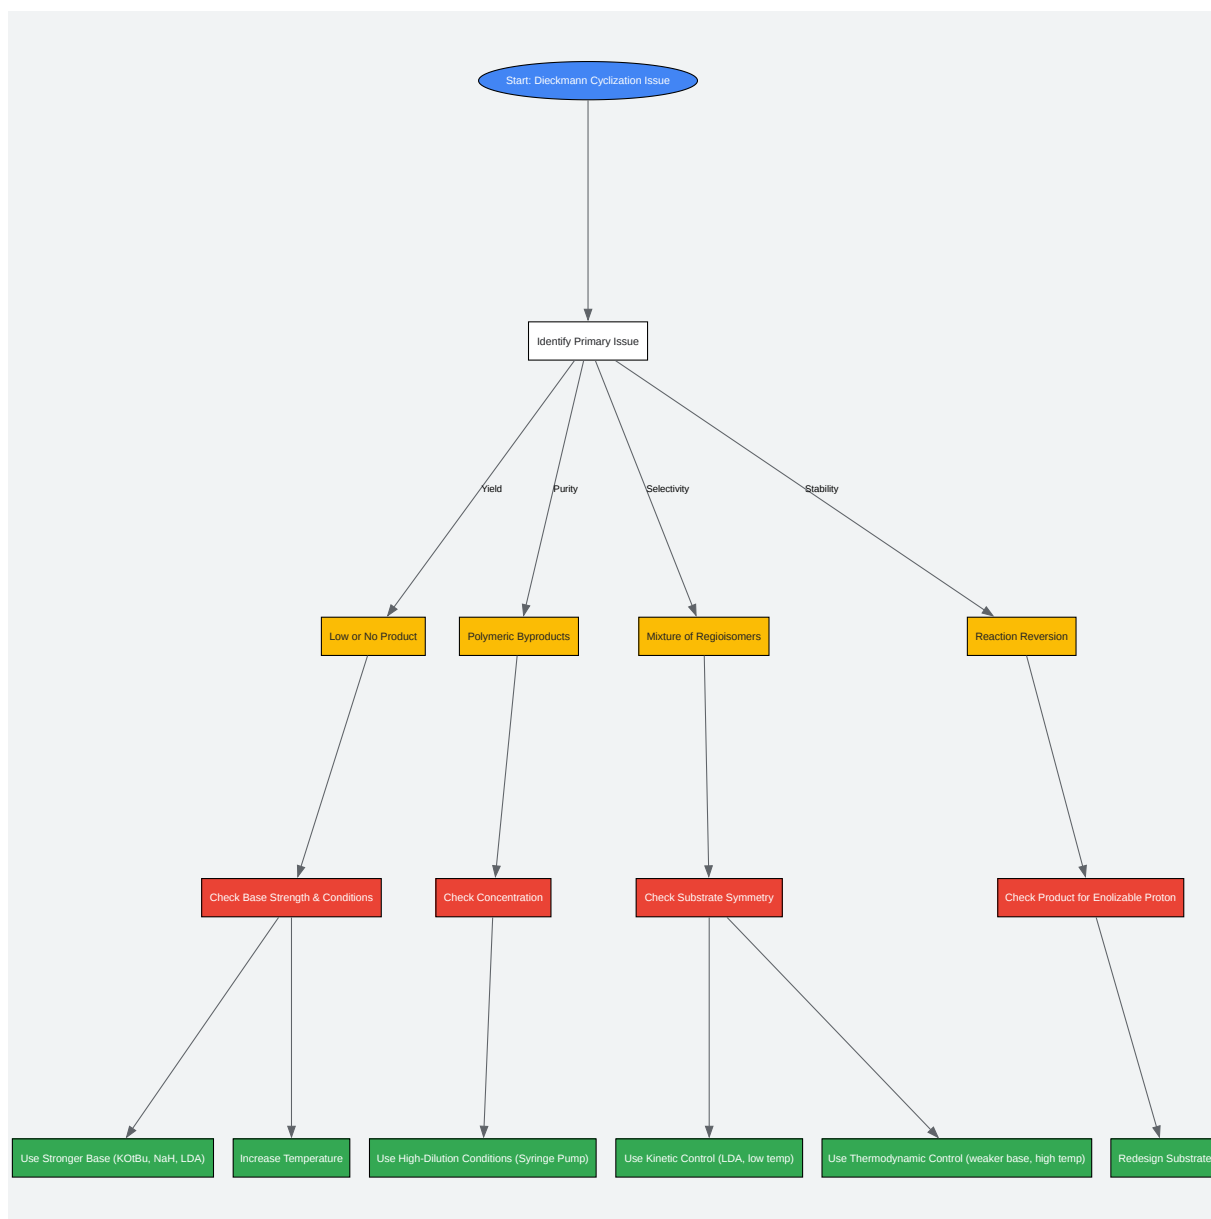 Start: Dieckmann Cyclization Issue
Identify Primary Issue
Yield
Purity
Selectivity
Stability
Low or No Product
Polymeric Byproducts
Mixture of Regioisomers
Reaction Reversion
Check Base Strength & Conditions
Check Concentration
Check Substrate Symmetry
Check Product for Enolizable Proton
Use Stronger Base (KOtBu, NaH, LDA)
Increase Temperature
Use High-Dilution Conditions (Syringe Pump)
Use Kinetic Control (LDA, low temp)
Use Thermodynamic Control (weaker base, high temp)
Redesign Substrate